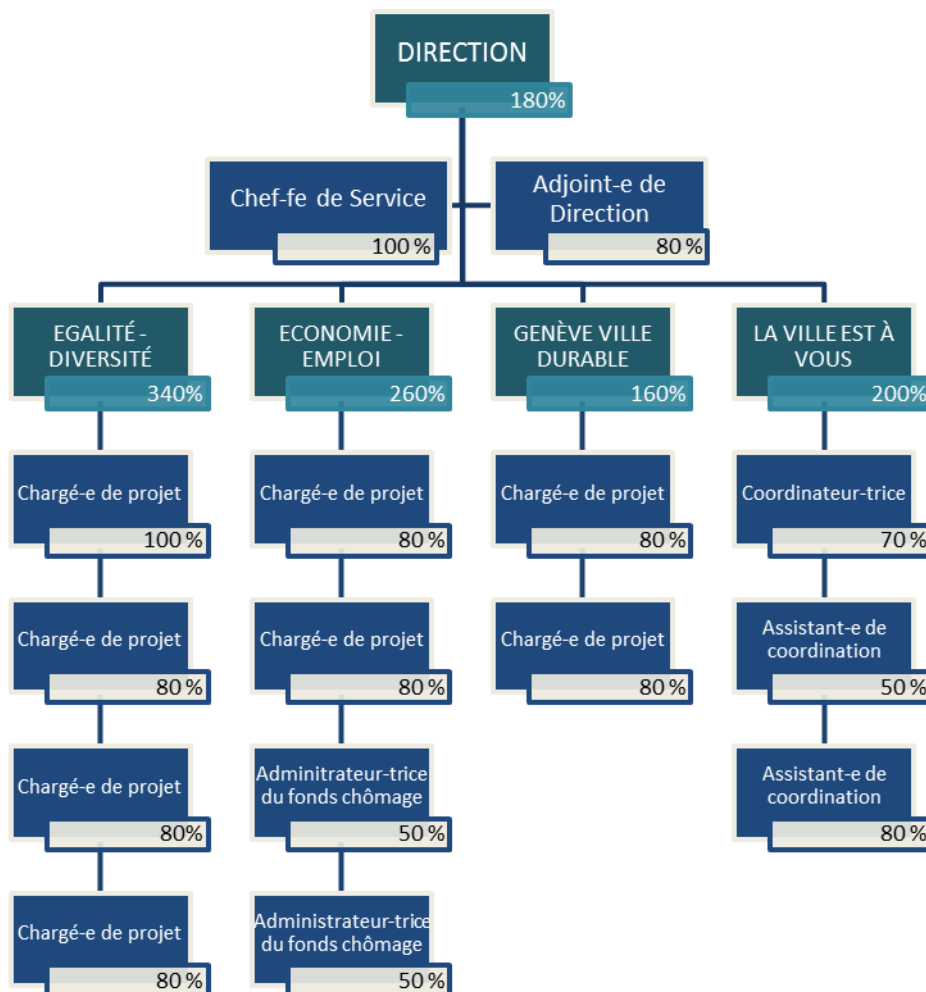 DIRECTION
180%
Chef-fe de Service
100 %
Adjoint-e de
Direction
80 %
EGALITÉ -
DIVERSITÉ
340%
Chargé-e de projet
100 %
Chargé-e de projet
80 %
Chargé-e de projet
80%
Chargé-e de projet
80 %
ECONOMIE -
EMPLOI
260%
Chargé-e de projet
80 %
Chargé-e de projet
80 %
Adminitrateur-trice
du fonds chômage
50 %
Administrateur-trice
du fonds chômage
50 %
GENÈVE VILLE
DURABLE
160%
Chargé-e de projet
80 %
Chargé-e de projet
80 %
LA VILLE EST À
VOUS
200%
Coordinateur-trice
70 %
Assistant-e de
coordination
50 %
Assistant-e de
coordination
80 %